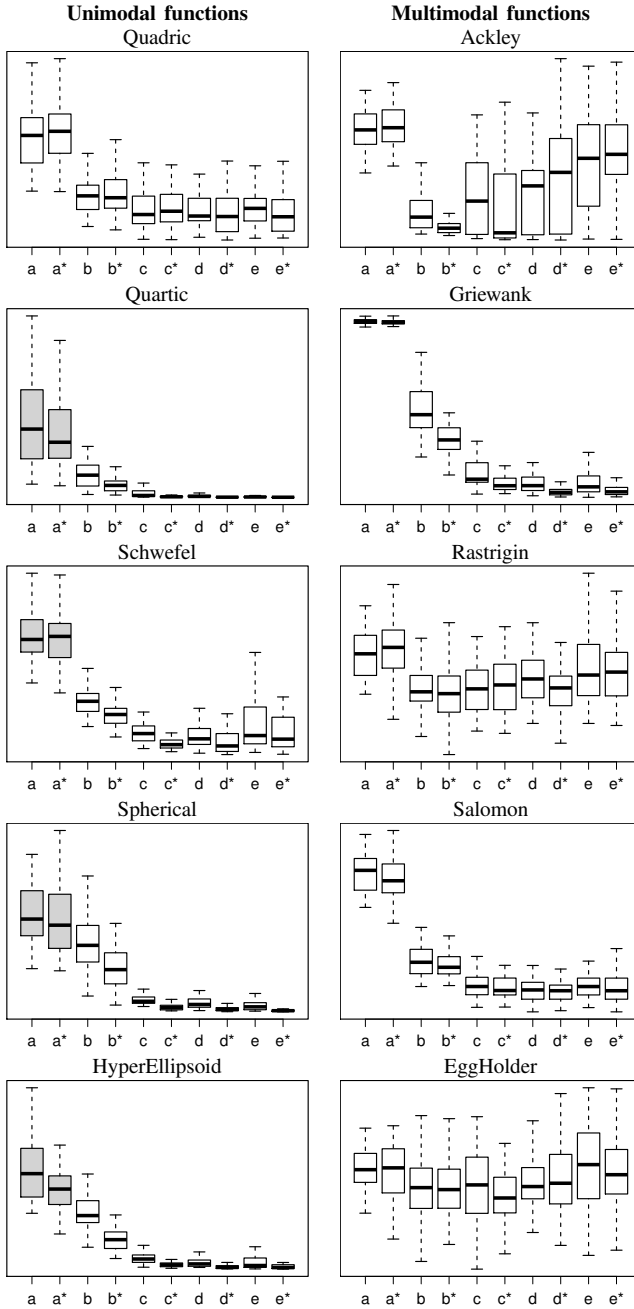 Unimodal functions Multimodal functions
Quadric Ackley
a a* b b* c c* d d* e e* a a* b b* c c* d d* e e*
Quartic Griewank
a a* b b* c c* d d* e e* a a* b b* c c* d d* e e*
Schwefel Rastrigin
a a* b b* c c* d d* e e* a a* b b* c c* d d* e e*
Spherical Salomon
a a* b b* c c* d d* e e* a a* b b* c c* d d* e e*
HyperEllipsoid EggHolder
a a* b b* c c* d d* e e* a a* b b* c c* d d* e e*